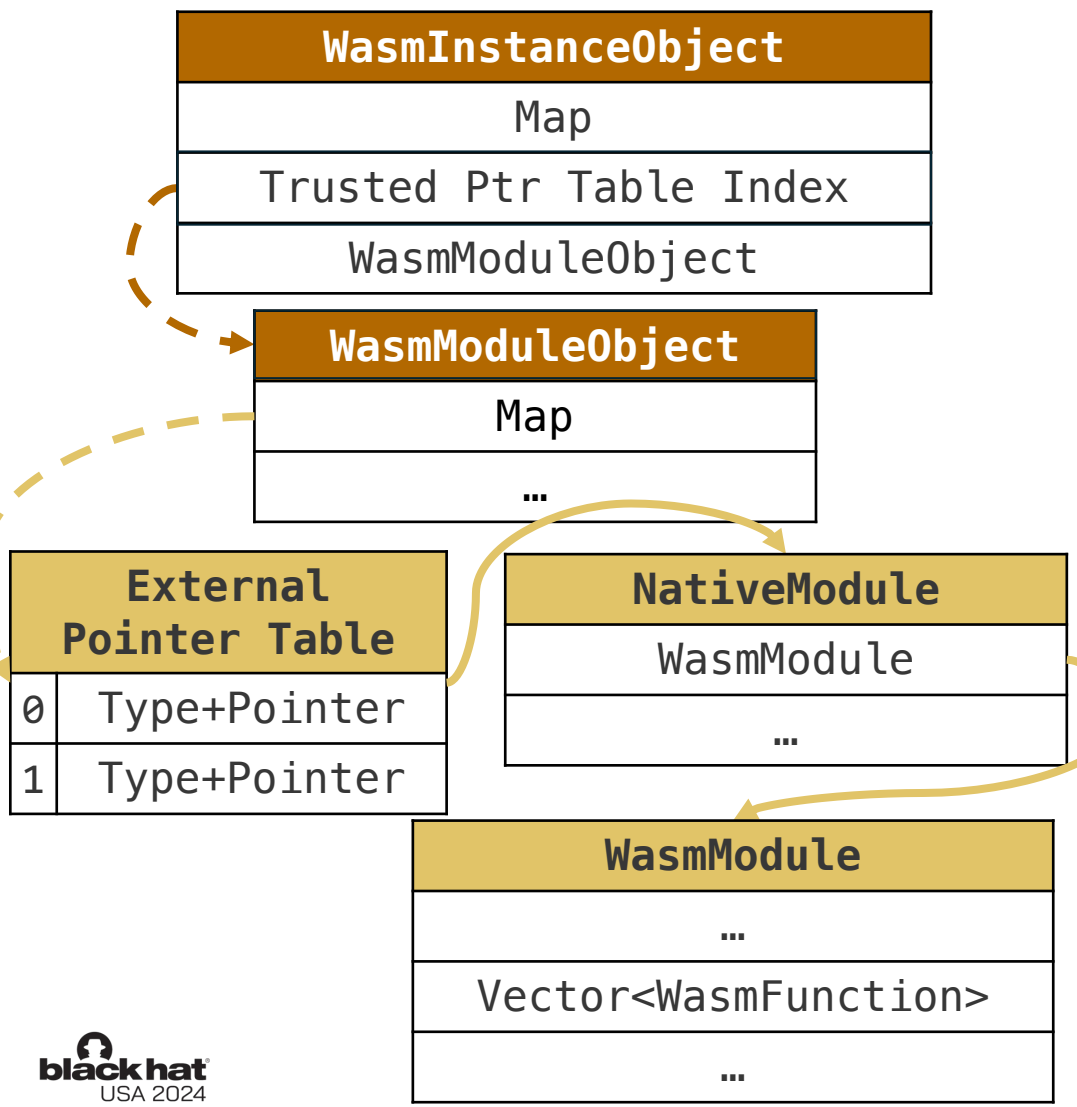 WasmInstanceObject
Map
Trusted Ptr Table Index
WasmModuleObject
WasmModuleObject
Map
…
External
Pointer Table
0 Type+Pointer
1 Type+Pointer
NativeModule
WasmModule
…
WasmModule
…
Vector<WasmFunction>
…
black hat®
USA 2024